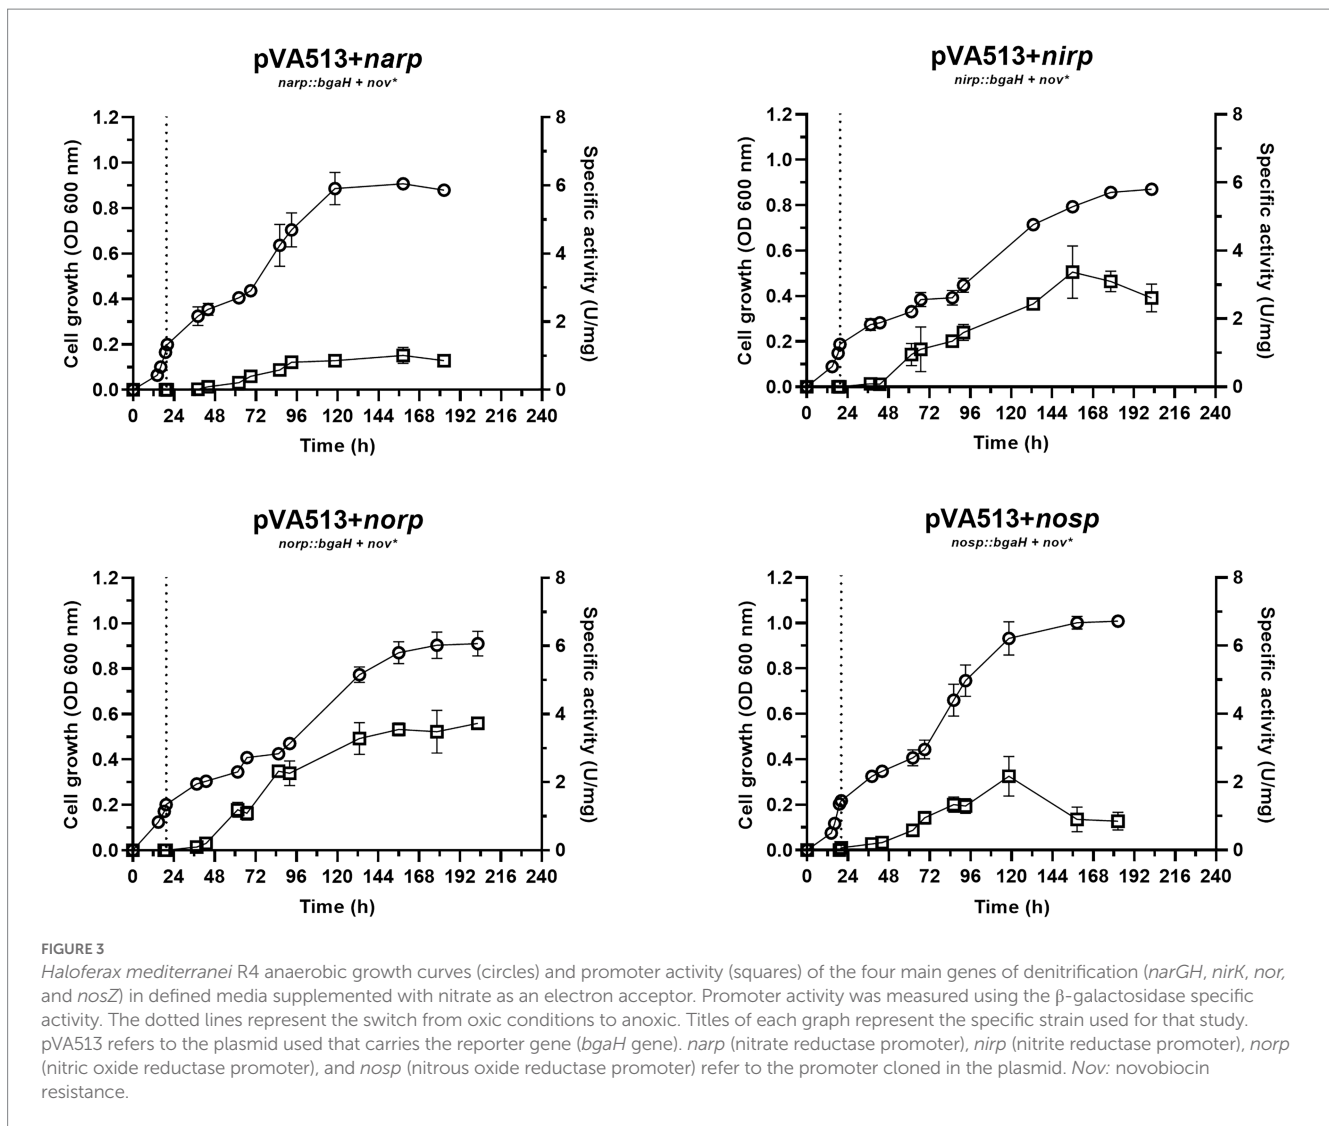 pVA513+narp
narp::bgaH + nov*
Cell growth (OD 600 nm)
1.2
1.0
0.8
0.6
0.4
0.2
0.0
8
6
4
2
0
Specific activity (U/mg)
0 24 48 72 96 120 144 168 192 216 240
Time (h)
pVA513+nirp
nirp::bgaH + nov*
Cell growth (OD 600 nm)
1.2
1.0
0.8
0.6
0.4
0.2
0.0
8
6
4
2
0
Specific activity (U/mg)
0 24 48 72 96 120 144 168 192 216 240
Time (h)
pVA513+norp
norp::bgaH + nov*
Cell growth (OD 600 nm)
1.2
1.0
0.8
0.6
0.4
0.2
0.0
8
6
4
2
0
Specific activity (U/mg)
0 24 48 72 96 120 144 168 192 216 240
Time (h)
pVA513+nosp
nosp::bgaH + nov*
Cell growth (OD 600 nm)
1.2
1.0
0.8
0.6
0.4
0.2
0.0
8
6
4
2
0
Specific activity (U/mg)
0 24 48 72 96 120 144 168 192 216 240
Time (h)
FIGURE 3
Haloferax mediterranei R4 anaerobic growth curves (circles) and promoter activity (squares) of the four main genes of denitrification (narGH, nirK, nor,
and nosZ) in defined media supplemented with nitrate as an electron acceptor. Promoter activity was measured using the β-galactosidase specific
activity. The dotted lines represent the switch from oxic conditions to anoxic. Titles of each graph represent the specific strain used for that study.
pVA513 refers to the plasmid used that carries the reporter gene (bgaH gene). narp (nitrate reductase promoter), nirp (nitrite reductase promoter), norp
(nitric oxide reductase promoter), and nosp (nitrous oxide reductase promoter) refer to the promoter cloned in the plasmid. Nov: novobiocin
resistance.